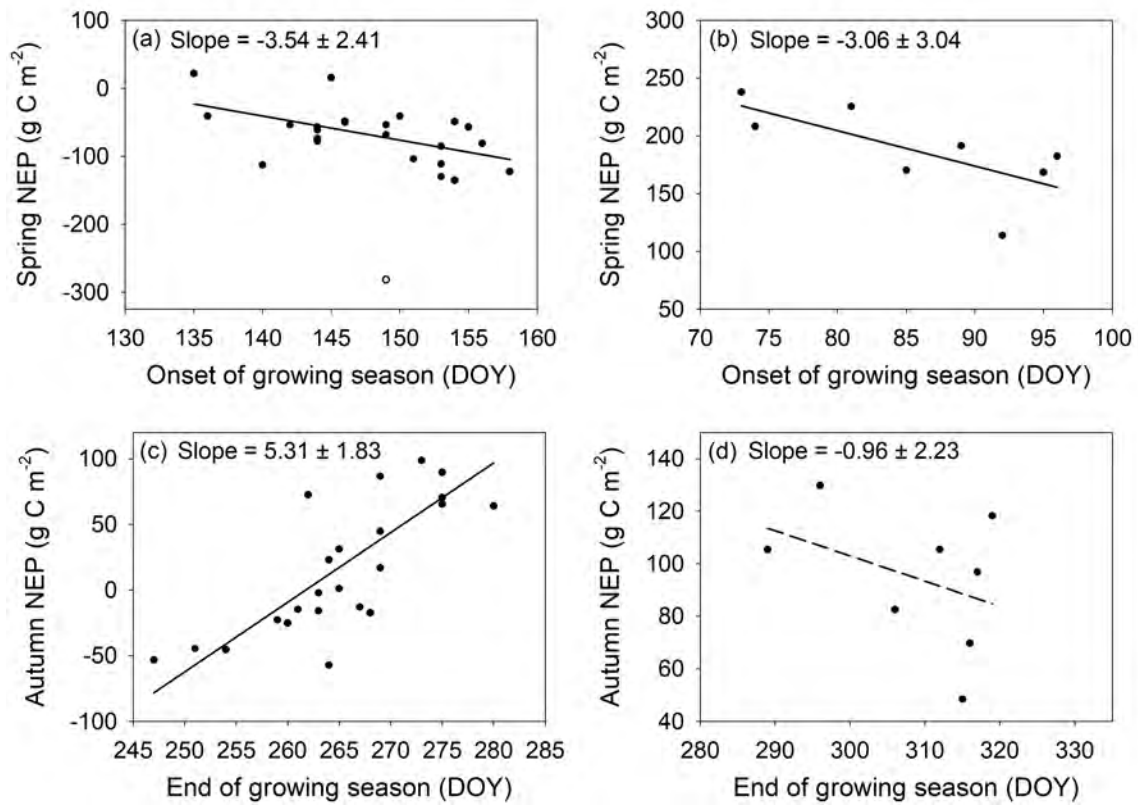 (a) Slope = -3.54 ± 2.41
100
0
-100
-200
-300
Spring NEP (g C m-2)
130 135 140 145 150 155 160
Onset of growing season (DOY)
(b) Slope = -3.06 ± 3.04
300
250
200
150
100
50
Spring NEP (g C m-2)
70 75 80 85 90 95 100
Onset of growing season (DOY)
(c) Slope = 5.31 ± 1.83
100
50
0
-50
-100
Autumn NEP (g C m-2)
245 250 255 260 265 270 275 280 285
End of growing season (DOY)
(d) Slope = -0.96 ± 2.23
140
120
100
80
60
40
Autumn NEP (g C m-2)
280 290 300 310 320 330
End of growing season (DOY)